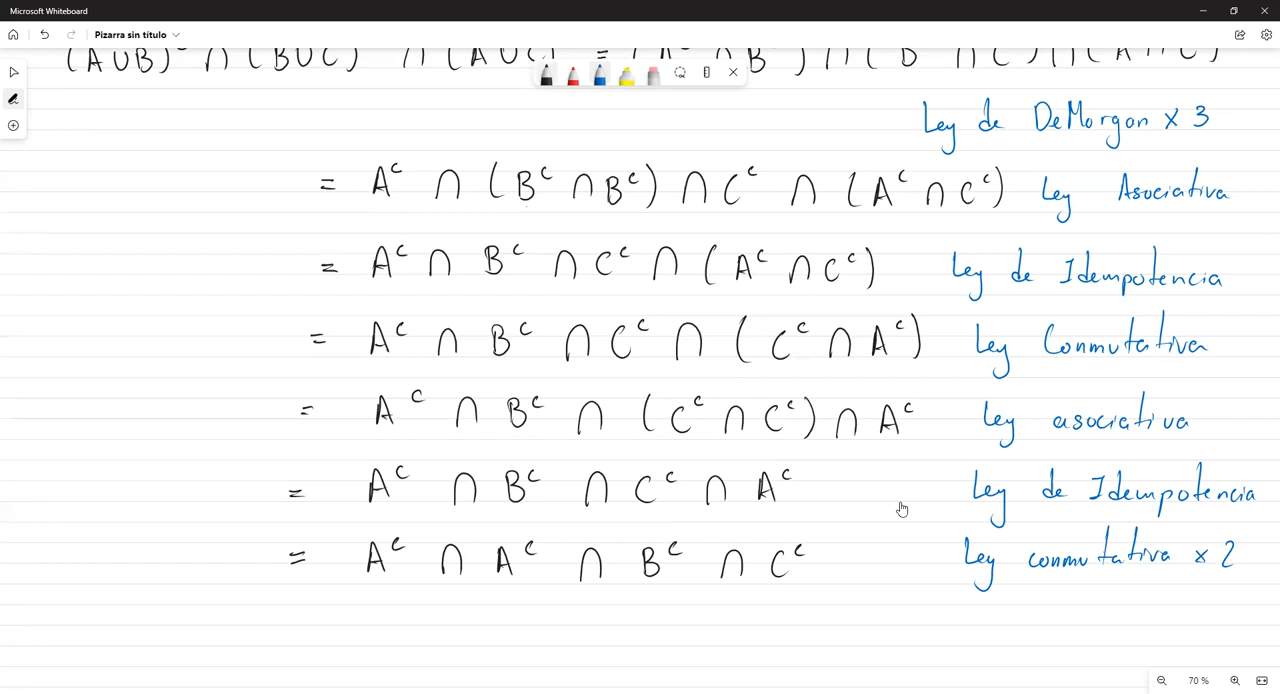 Microsoft Whiteboard
Pizarra sin título
(A ∪ B) ∩ (B ∪ C) ∩ (A ∪ C) = (A ∩ B ) ∩ ( ∩ C ) ∩ ( A ∩ C )
Ley de DeMorgan x 3
= Aᶜ ∩ (Bᶜ ∩ Bᶜ) ∩ Cᶜ ∩ (Aᶜ ∩ Cᶜ) Ley Asociativa
= Aᶜ ∩ Bᶜ ∩ Cᶜ ∩ (Aᶜ ∩ Cᶜ) Ley de Idempotencia
= Aᶜ ∩ Bᶜ ∩ Cᶜ ∩ (Cᶜ ∩ Aᶜ) Ley Conmutativa
= Aᶜ ∩ Bᶜ ∩ (Cᶜ ∩ Cᶜ) ∩ Aᶜ Ley asociativa
= Aᶜ ∩ Bᶜ ∩ Cᶜ ∩ Aᶜ Ley de Idempotencia
= Aᶜ ∩ Aᶜ ∩ Bᶜ ∩ Cᶜ Ley conmutativa x 2
70 %